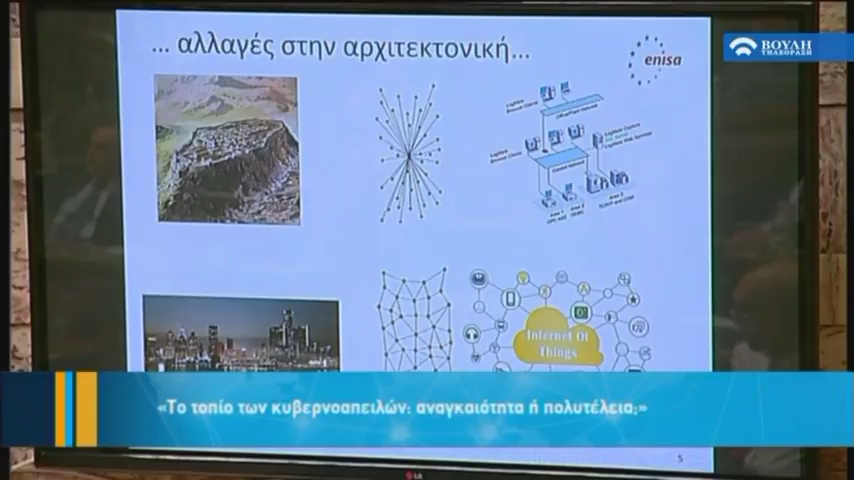 ... αλλαγές στην αρχιτεκτονική...
enisa
ΒΟΥΛΗ
ΤΗΛΕΟΡΑΣΗ
Internet Of
Things
«Το τοπίο των κυβερνοαπειλών: αναγκαιότητα ή πολυτέλεια;»
5
LG